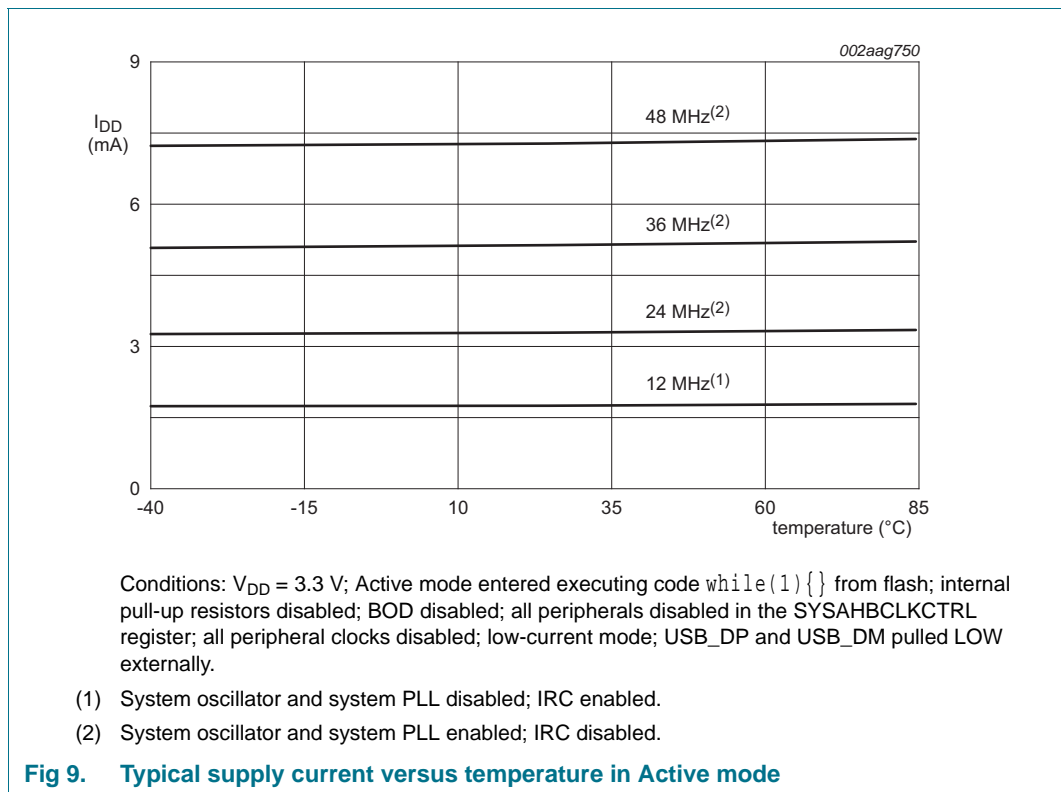 002aag750
9
I_DD
(mA)
48 MHz(2)
6
36 MHz(2)
24 MHz(2)
3
12 MHz(1)
0
-40 -15 10 35 60 85
temperature (°C)
Conditions: V_DD = 3.3 V; Active mode entered executing code while(1){} from flash; internal
pull-up resistors disabled; BOD disabled; all peripherals disabled in the SYSAHBCLKCTRL
register; all peripheral clocks disabled; low-current mode; USB_DP and USB_DM pulled LOW
externally.
(1) System oscillator and system PLL disabled; IRC enabled.
(2) System oscillator and system PLL enabled; IRC disabled.
Fig 9. Typical supply current versus temperature in Active mode